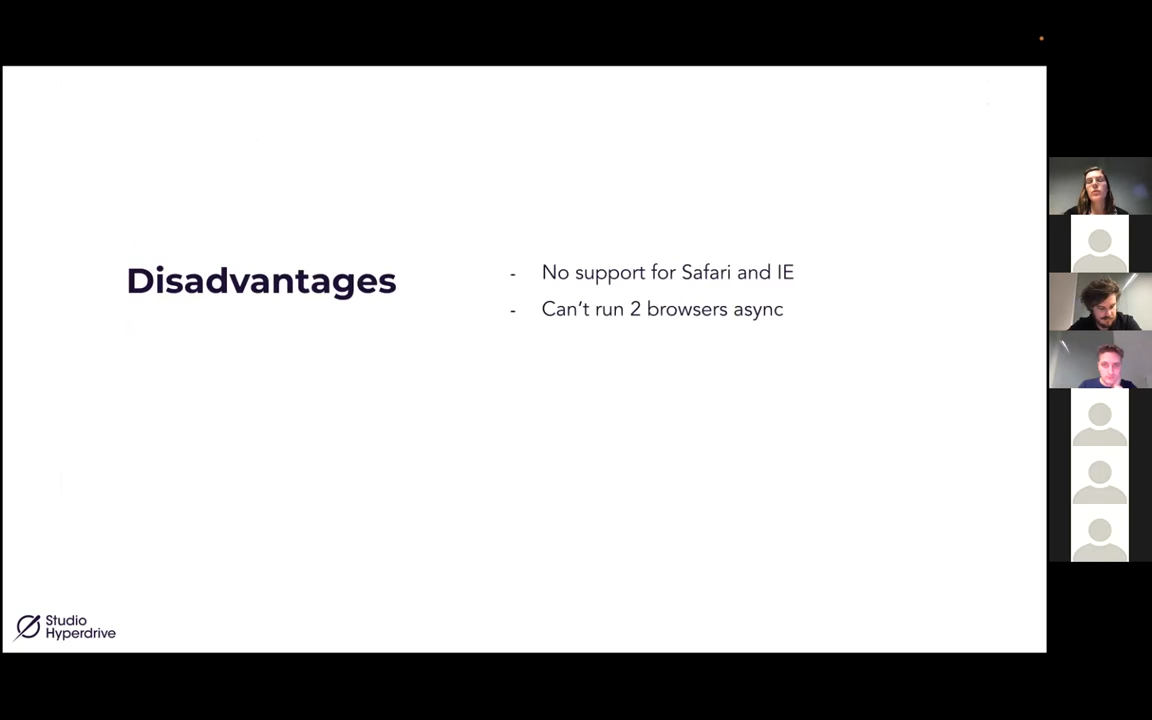 Disadvantages
- No support for Safari and IE
- Can’t run 2 browsers async
Studio
Hyperdrive